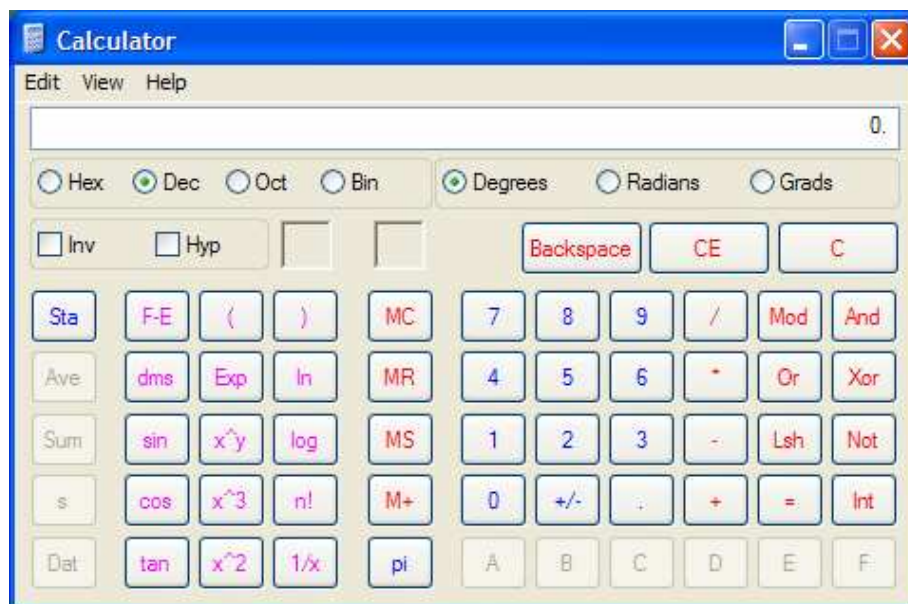 Calculator
Edit View Help
0.
Hex Dec Oct Bin Degrees Radians Grads
Inv Hyp Backspace CE C
Sta F-E ( ) MC 7 8 9 / Mod And
Ave dms Exp ln MR 4 5 6 * Or Xor
Sum sin x^y log MS 1 2 3 - Lsh Not
s cos x^3 n! M+ 0 +/- . + = Int
Dat tan x^2 1/x pi A B C D E F